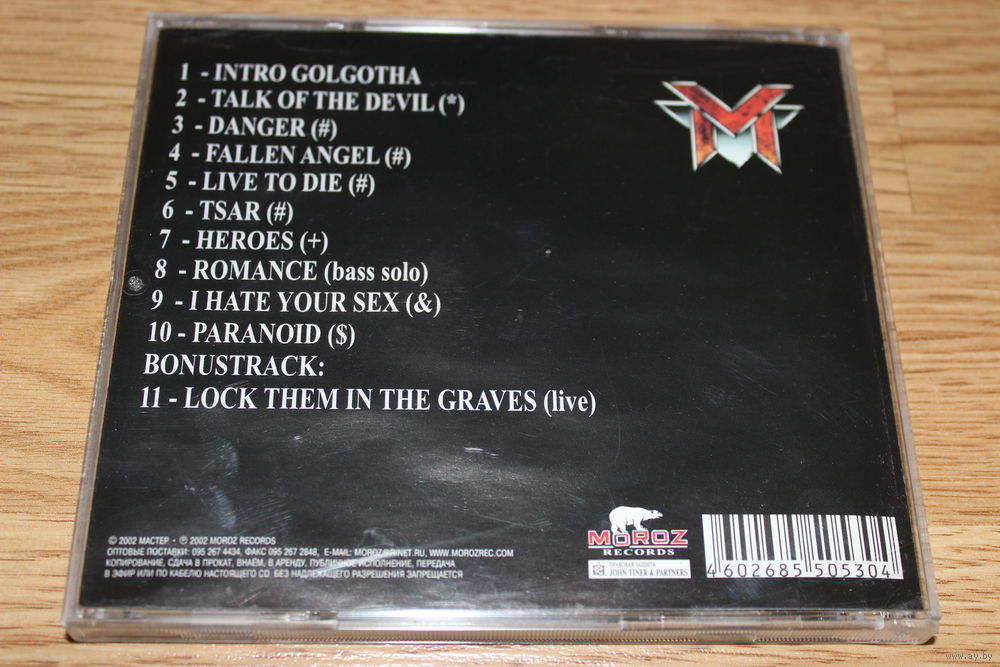 1 - INTRO GOLGOTHA
2 - TALK OF THE DEVIL (*)
3 - DANGER (#)
4 - FALLEN ANGEL (#)
5 - LIVE TO DIE (#)
6 - TSAR (#)
7 - HEROES (+)
8 - ROMANCE (bass solo)
9 - I HATE YOUR SEX (&)
10 - PARANOID ($)
BONUSTRACK:
11 - LOCK THEM IN THE GRAVES (live)
© 2002 МАСТЕР • ℗ 2002 MOROZ RECORDS
ОПТОВЫЕ ПОСТАВКИ: 095 267 4434, ФАКС 095 267 2848, E-MAIL: MOROZ@RINET.RU, WWW.MOROZREC.COM
КОПИРОВАНИЕ, СДАЧА В ПРОКАТ, ВНАЕМ, В АРЕНДУ, ПУБЛИЧНОЕ ИСПОЛНЕНИЕ, ПЕРЕДАЧА
В ЭФИР ИЛИ ПО КАБЕЛЮ НАСТОЯЩЕГО CD БЕЗ НАДЛЕЖАЩЕГО РАЗРЕШЕНИЯ ЗАПРЕЩАЕТСЯ
MOROZ
RECORDS
ПРАВОВАЯ ЗАЩИТА
JOHN TINER & PARTNERS
4 602685 505304
www.ay.by